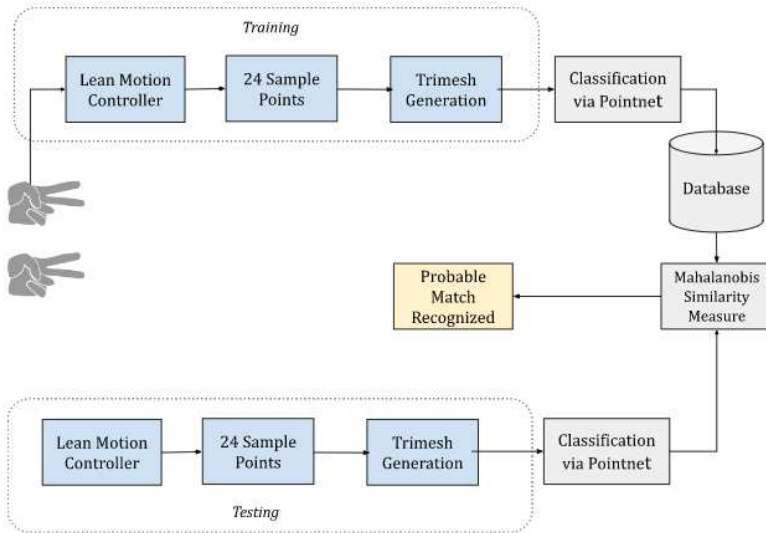 Training
Lean Motion
Controller
24 Sample
Points
Trimesh
Generation
Classification
via Pointnet
Database
Mahalanobis
Similarity
Measure
Probable
Match
Recognized
Lean Motion
Controller
24 Sample
Points
Trimesh
Generation
Classification
via Pointnet
Testing